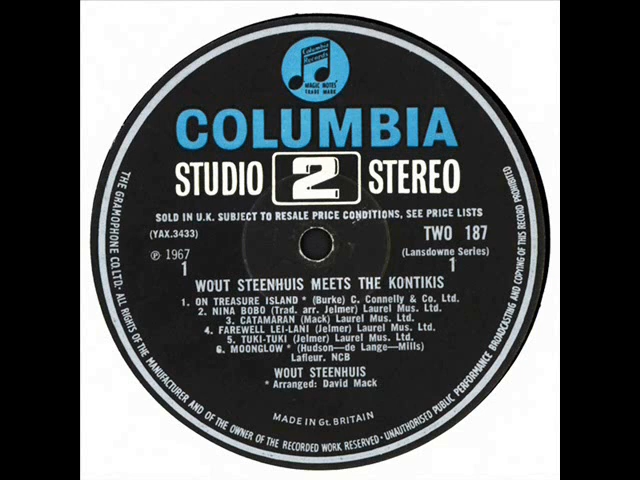 Columbia
Records
MAGIC NOTES
TRADE MARK
COLUMBIA
STUDIO 2 STEREO
SOLD IN U.K. SUBJECT TO RESALE PRICE CONDITIONS, SEE PRICE LISTS
(YAX.3433) TWO 187
℗ 1967 (Lansdowne Series)
1 1
WOUT STEENHUIS MEETS THE KONTIKIS
1. ON TREASURE ISLAND * (Burke) C. Connelly & Co. Ltd.
2. NINA BOBO (Trad. arr. Jelmer) Laurel Mus. Ltd.
3. CATAMARAN (Mack) Laurel Mus. Ltd.
4. FAREWELL LEI-LANI (Jelmer) Laurel Mus. Ltd.
5. TUKI-TUKI (Jelmer) Laurel Mus. Ltd.
6. MOONGLOW * (Hudson—de Lange—Mills)
Lafleur. NCB
WOUT STEENHUIS
* Arranged: David Mack
MADE IN Gt. BRITAIN
THE GRAMOPHONE CO. LTD. · ALL RIGHTS OF THE MANUFACTURER AND OF THE OWNER OF THE RECORDED WORK RESERVED · UNAUTHORISED PUBLIC PERFORMANCE BROADCASTING AND COPYING OF THIS RECORD PROHIBITED